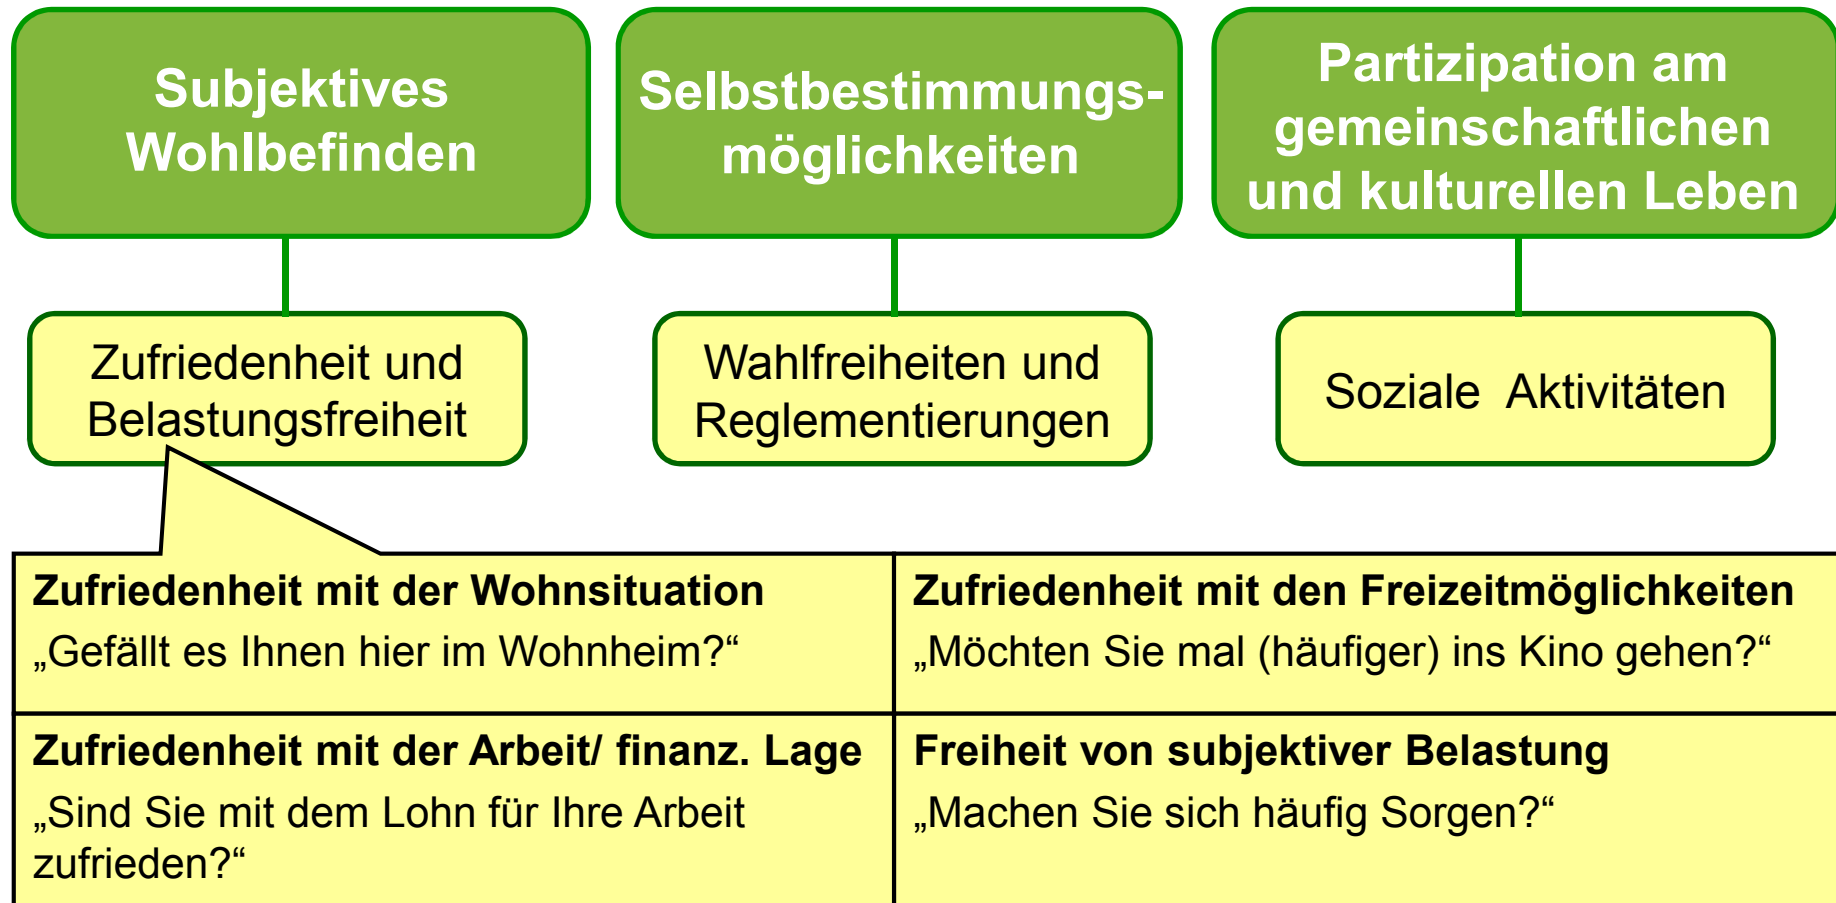 Subjektives
Wohlbefinden
Selbstbestimmungs-
möglichkeiten
Partizipation am
gemeinschaftlichen
und kulturellen Leben
Zufriedenheit und
Belastungsfreiheit
Wahlfreiheiten und
Reglementierungen
Soziale Aktivitäten
Zufriedenheit mit der Wohnsituation
„Gefällt es Ihnen hier im Wohnheim?“
Zufriedenheit mit den Freizeitmöglichkeiten
„Möchten Sie mal (häufiger) ins Kino gehen?“
Zufriedenheit mit der Arbeit/ finanz. Lage
„Sind Sie mit dem Lohn für Ihre Arbeit
zufrieden?“
Freiheit von subjektiver Belastung
„Machen Sie sich häufig Sorgen?“